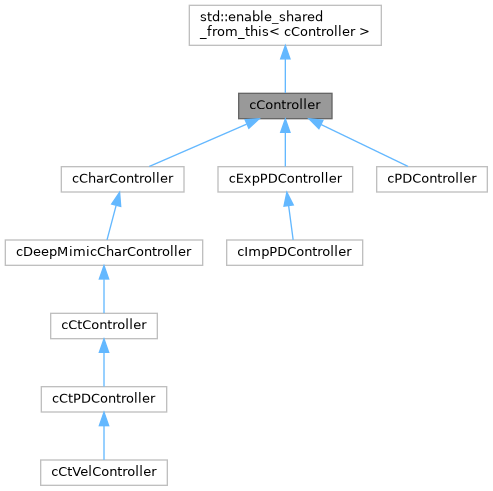 std::enable_shared
_from_this< cController >
cController
cCharController
cExpPDController
cPDController
cDeepMimicCharController
cImpPDController
cCtController
cCtPDController
cCtVelController